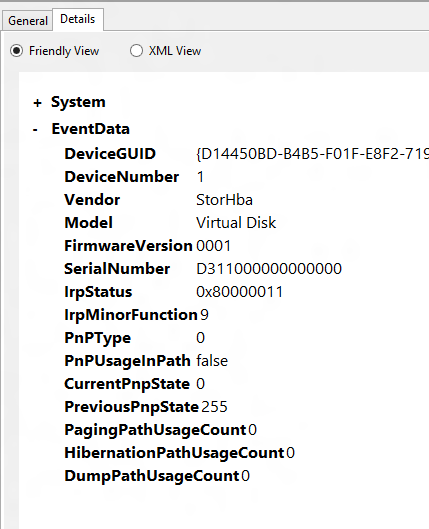 General Details
Friendly View XML View
+ System
- EventData
DeviceGUID {D14450BD-B4B5-F01F-E8F2-719
DeviceNumber 1
Vendor StorHba
Model Virtual Disk
FirmwareVersion 0001
SerialNumber D311000000000000
IrpStatus 0x80000011
IrpMinorFunction 9
PnPType 0
PnPUsageInPath false
CurrentPnpState 0
PreviousPnpState 255
PagingPathUsageCount 0
HibernationPathUsageCount 0
DumpPathUsageCount 0